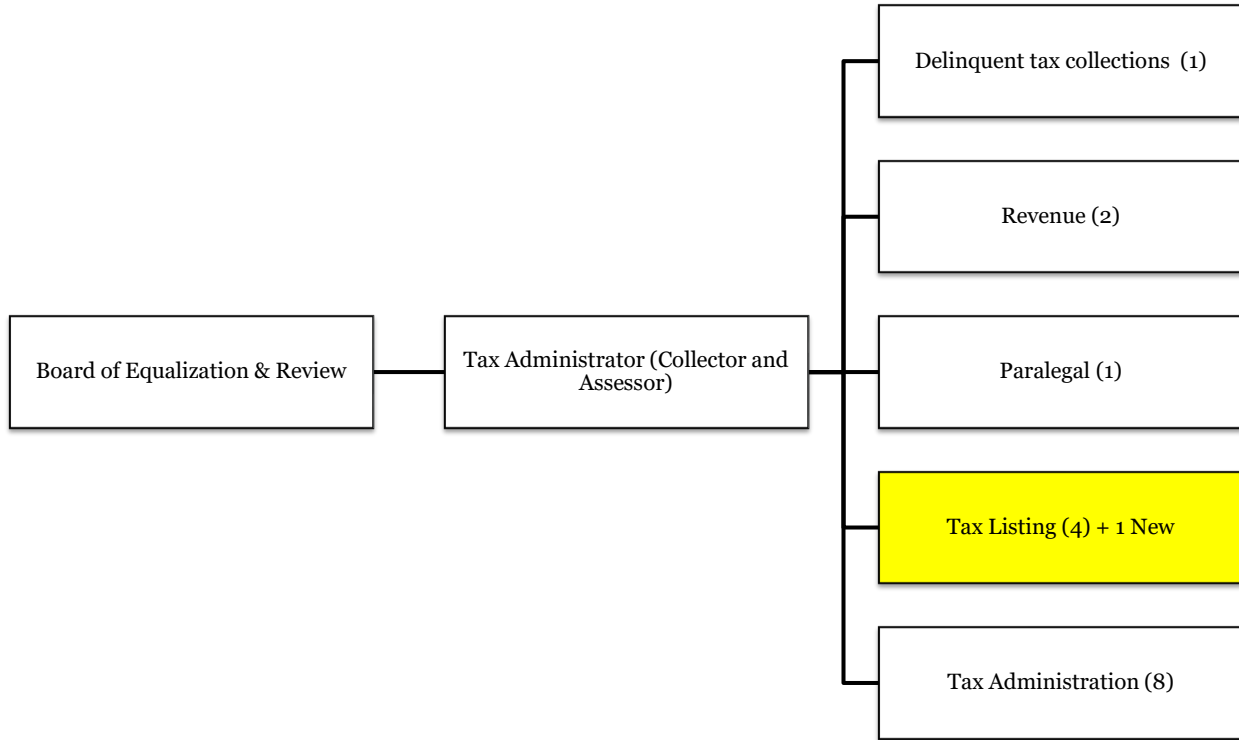 Delinquent tax collections (1)
Revenue (2)
Board of Equalization & Review
Tax Administrator (Collector and
Assessor)
Paralegal (1)
Tax Listing (4) + 1 New
Tax Administration (8)